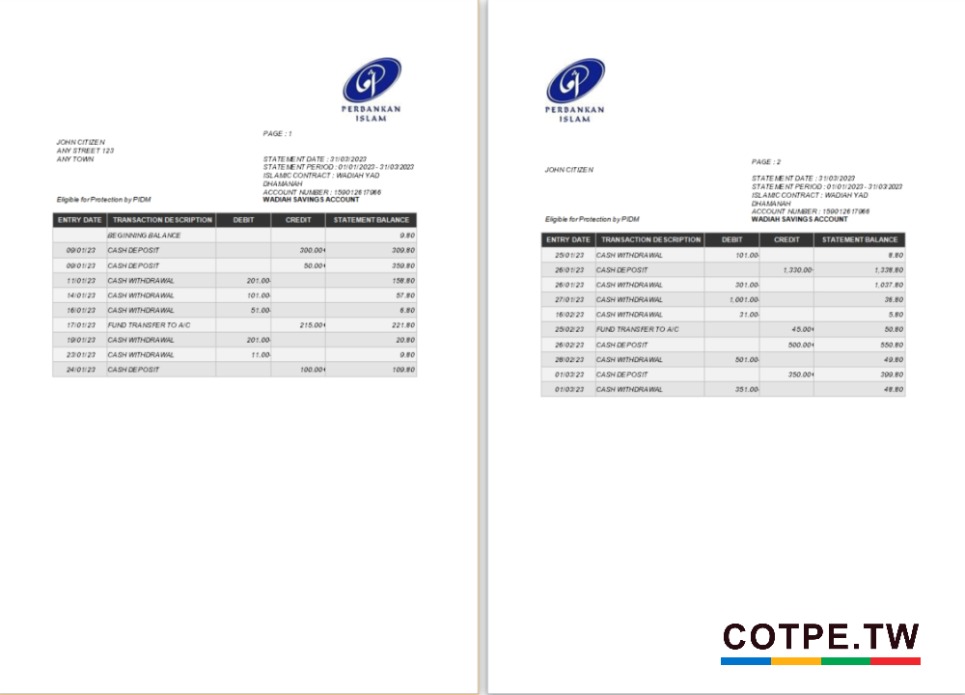 PERBANKAN
ISLAM
PAGE : 1
JOHN CITIZEN
ANY STREET 123
ANY TOWN
STATEMENT DATE : 31/03/2023
STATEMENT PERIOD : 01/01/2023 - 31/03/2023
ISLAMIC CONTRACT : WADIAH YAD
DHAMANAH
ACCOUNT NUMBER : 159012617966
Eligible for Protection by PIDM WADIAH SAVINGS ACCOUNT
ENTRY DATE TRANSACTION DESCRIPTION DEBIT CREDIT STATEMENT BALANCE
BEGINNING BALANCE 9.80
09/01/23 CASH DEPOSIT 300.00+ 309.80
09/01/23 CASH DEPOSIT 50.00+ 359.80
11/01/23 CASH WITHDRAWAL 201.00- 158.80
14/01/23 CASH WITHDRAWAL 101.00- 57.80
16/01/23 CASH WITHDRAWAL 51.00- 6.80
17/01/23 FUND TRANSFER TO A/C 215.00+ 221.80
19/01/23 CASH WITHDRAWAL 201.00- 20.80
23/01/23 CASH WITHDRAWAL 11.00- 9.80
24/01/23 CASH DEPOSIT 100.00+ 109.80
PERBANKAN
ISLAM
PAGE : 2
JOHN CITIZEN
STATEMENT DATE : 31/03/2023
STATEMENT PERIOD : 01/01/2023 - 31/03/2023
ISLAMIC CONTRACT : WADIAH YAD
DHAMANAH
ACCOUNT NUMBER : 159012617966
Eligible for Protection by PIDM WADIAH SAVINGS ACCOUNT
ENTRY DATE TRANSACTION DESCRIPTION DEBIT CREDIT STATEMENT BALANCE
25/01/23 CASH WITHDRAWAL 101.00- 8.80
26/01/23 CASH DEPOSIT 1,330.00- 1,338.80
26/01/23 CASH WITHDRAWAL 301.00- 1,037.80
27/01/23 CASH WITHDRAWAL 1,001.00- 36.80
16/02/23 CASH WITHDRAWAL 31.00- 5.80
25/02/23 FUND TRANSFER TO A/C 45.00+ 50.80
26/02/23 CASH DEPOSIT 500.00+ 550.80
28/02/23 CASH WITHDRAWAL 501.00- 49.80
01/03/23 CASH DEPOSIT 350.00+ 399.80
01/03/23 CASH WITHDRAWAL 351.00- 48.80
COTPE.TW